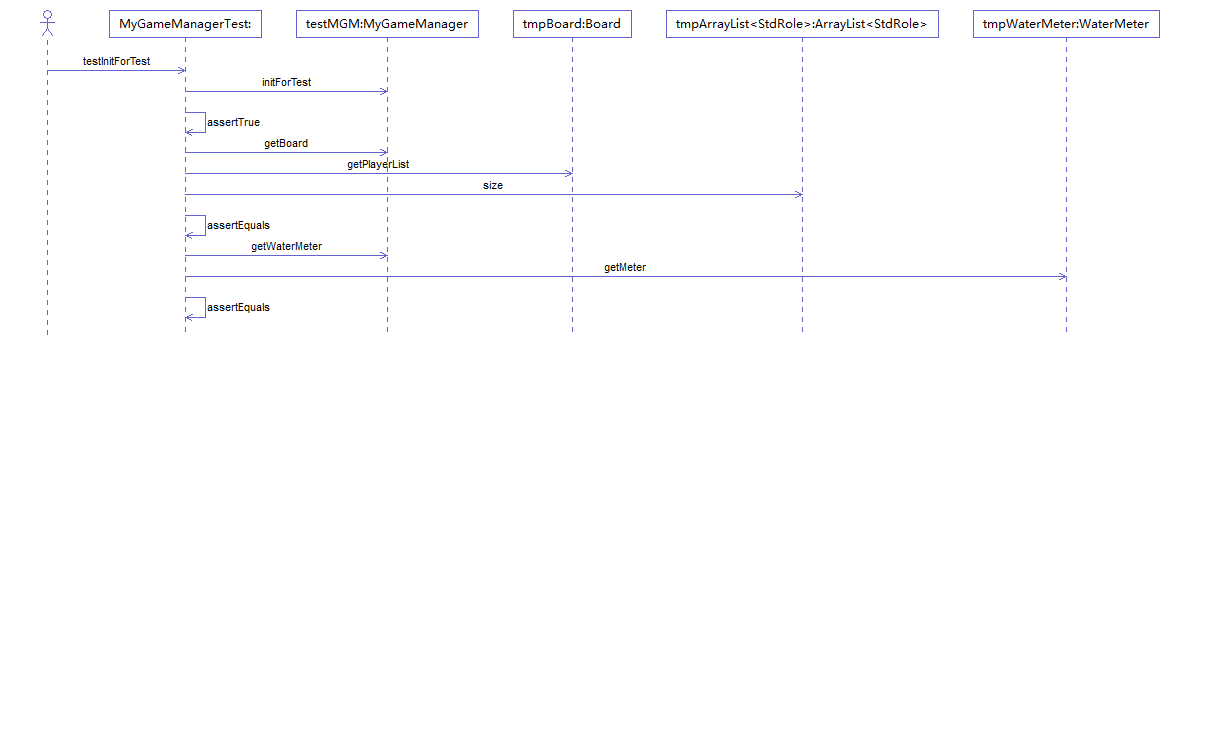 MyGameManagerTest:
testMGM:MyGameManager
tmpBoard:Board
tmpArrayList<StdRole>:ArrayList<StdRole>
tmpWaterMeter:WaterMeter
testInitForTest
initForTest
assertTrue
getBoard
getPlayerList
size
assertEquals
getWaterMeter
getMeter
assertEquals